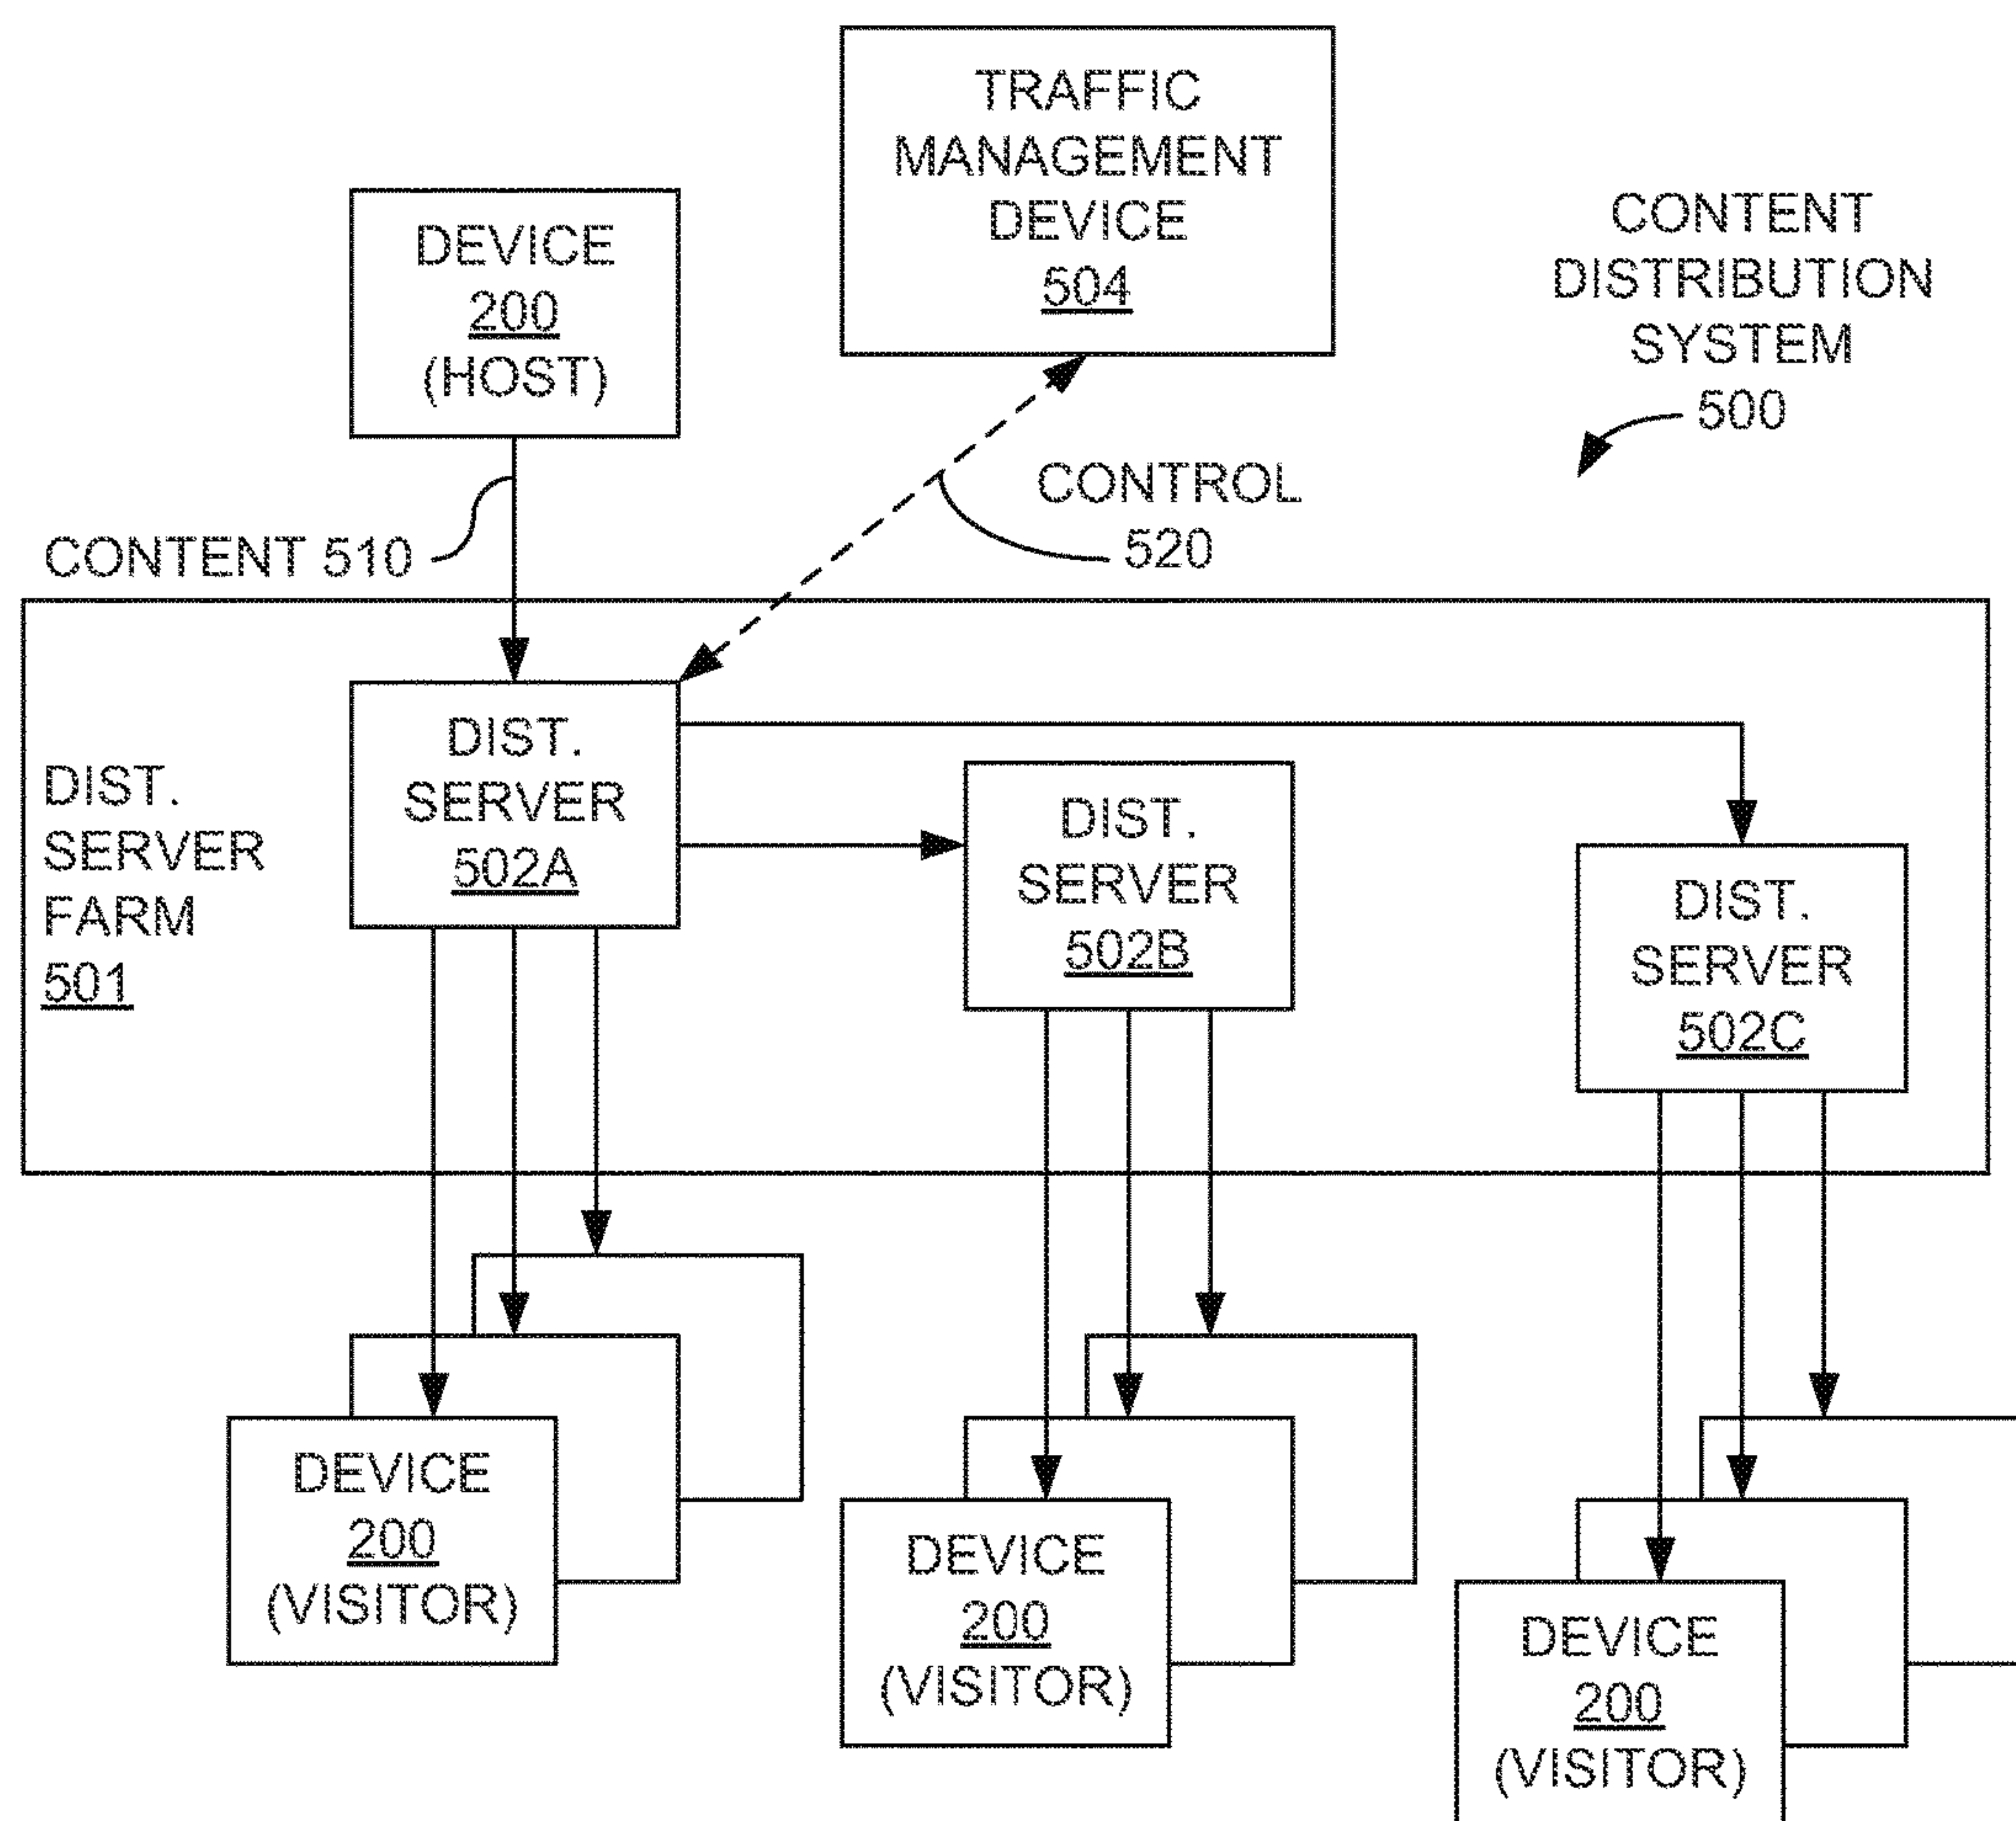 TRAFFIC
MANAGEMENT
DEVICE
504
DEVICE
200
(HOST)
CONTENT
DISTRIBUTION
SYSTEM
500
CONTROL
520
CONTENT 510
DIST.
SERVER
FARM
501
DIST.
SERVER
502A
DIST.
SERVER
502B
DIST.
SERVER
502C
DEVICE
200
(VISITOR)
DEVICE
200
(VISITOR)
DEVICE
200
(VISITOR)